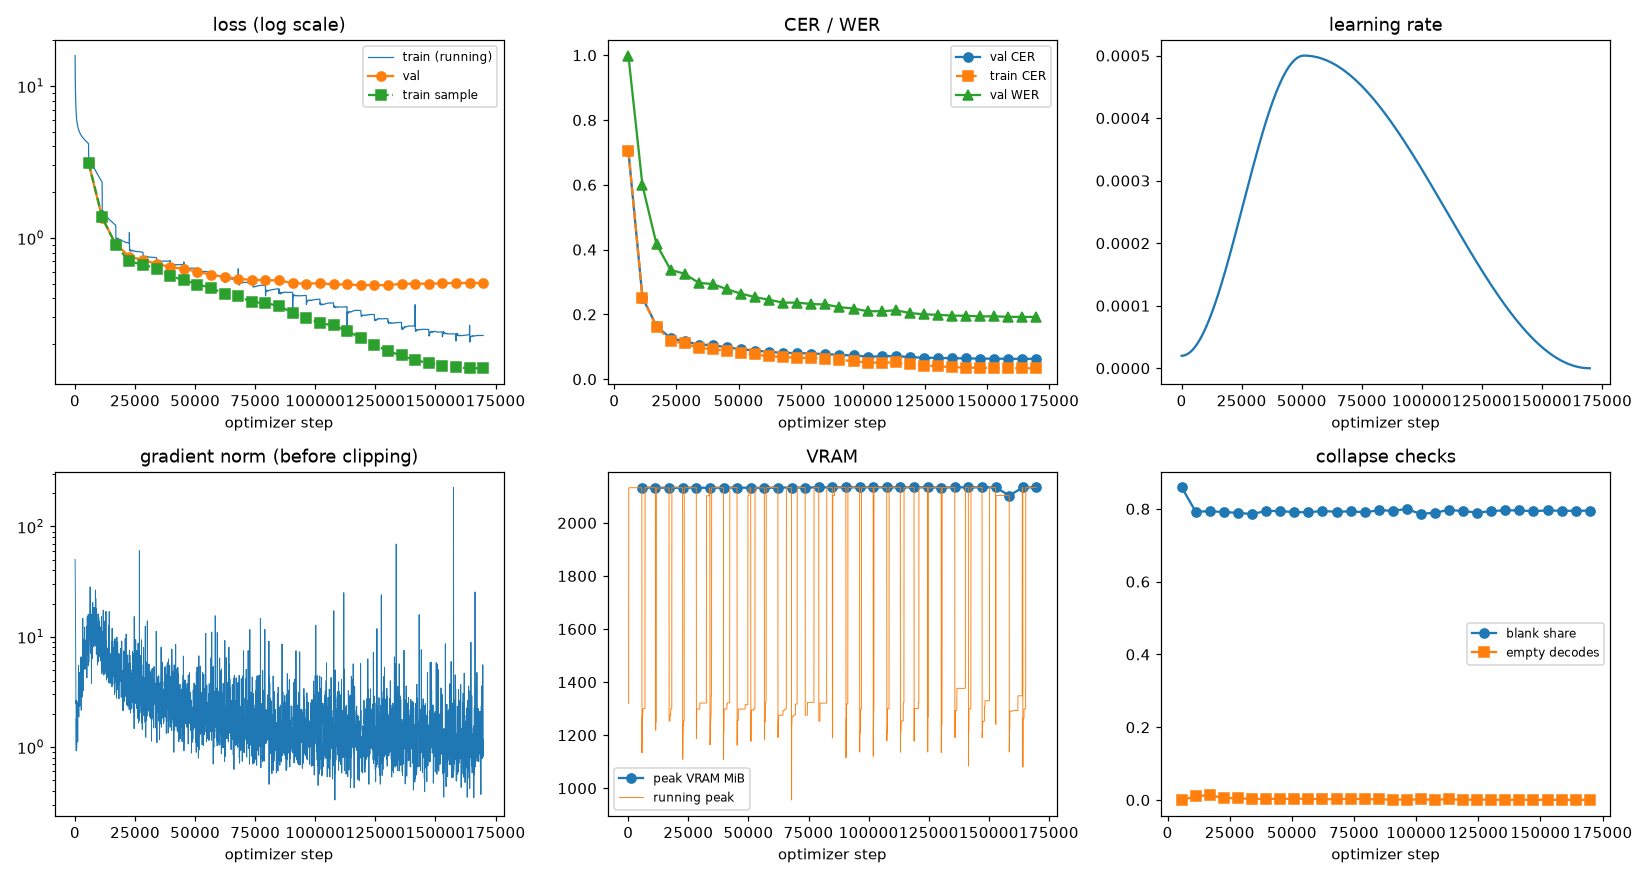 loss (log scale)
train (running)
val
train sample
10¹
10⁰
0 25000 50000 75000 100000 125000 150000 175000
optimizer step
CER / WER
val CER
train CER
val WER
1.0
0.8
0.6
0.4
0.2
0.0
0 25000 50000 75000 100000 125000 150000 175000
optimizer step
learning rate
0.0005
0.0004
0.0003
0.0002
0.0001
0.0000
0 25000 50000 75000 100000 125000 150000 175000
optimizer step
gradient norm (before clipping)
10²
10¹
10⁰
0 25000 50000 75000 100000 125000 150000 175000
optimizer step
VRAM
2000
1800
1600
1400
1200
1000
peak VRAM MiB
running peak
0 25000 50000 75000 100000 125000 150000 175000
optimizer step
collapse checks
0.8
0.6
0.4
0.2
0.0
blank share
empty decodes
0 25000 50000 75000 100000 125000 150000 175000
optimizer step